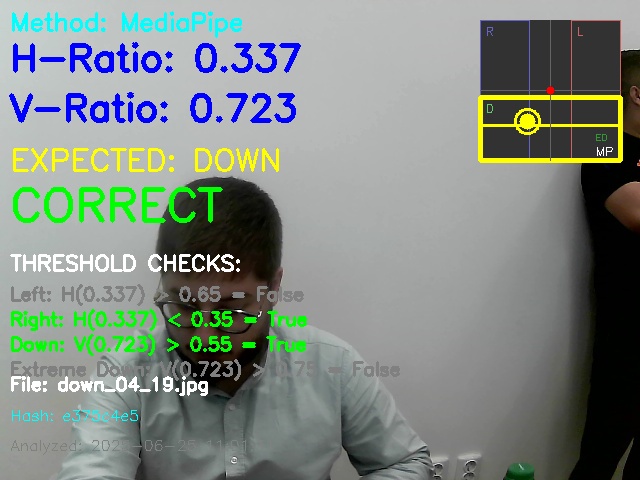 Method: MediaPipe
H-Ratio: 0.337
V-Ratio: 0.723
EXPECTED: DOWN
CORRECT
THRESHOLD CHECKS:
Left: H(0.337) > 0.65 = False
Right: H(0.337) < 0.35 = True
Down: V(0.723) > 0.55 = True
Extreme Down: V(0.723) > 0.75 = False
File: down_04_19.jpg
Hash:
Analyzed:
R
L
D
ED
MP